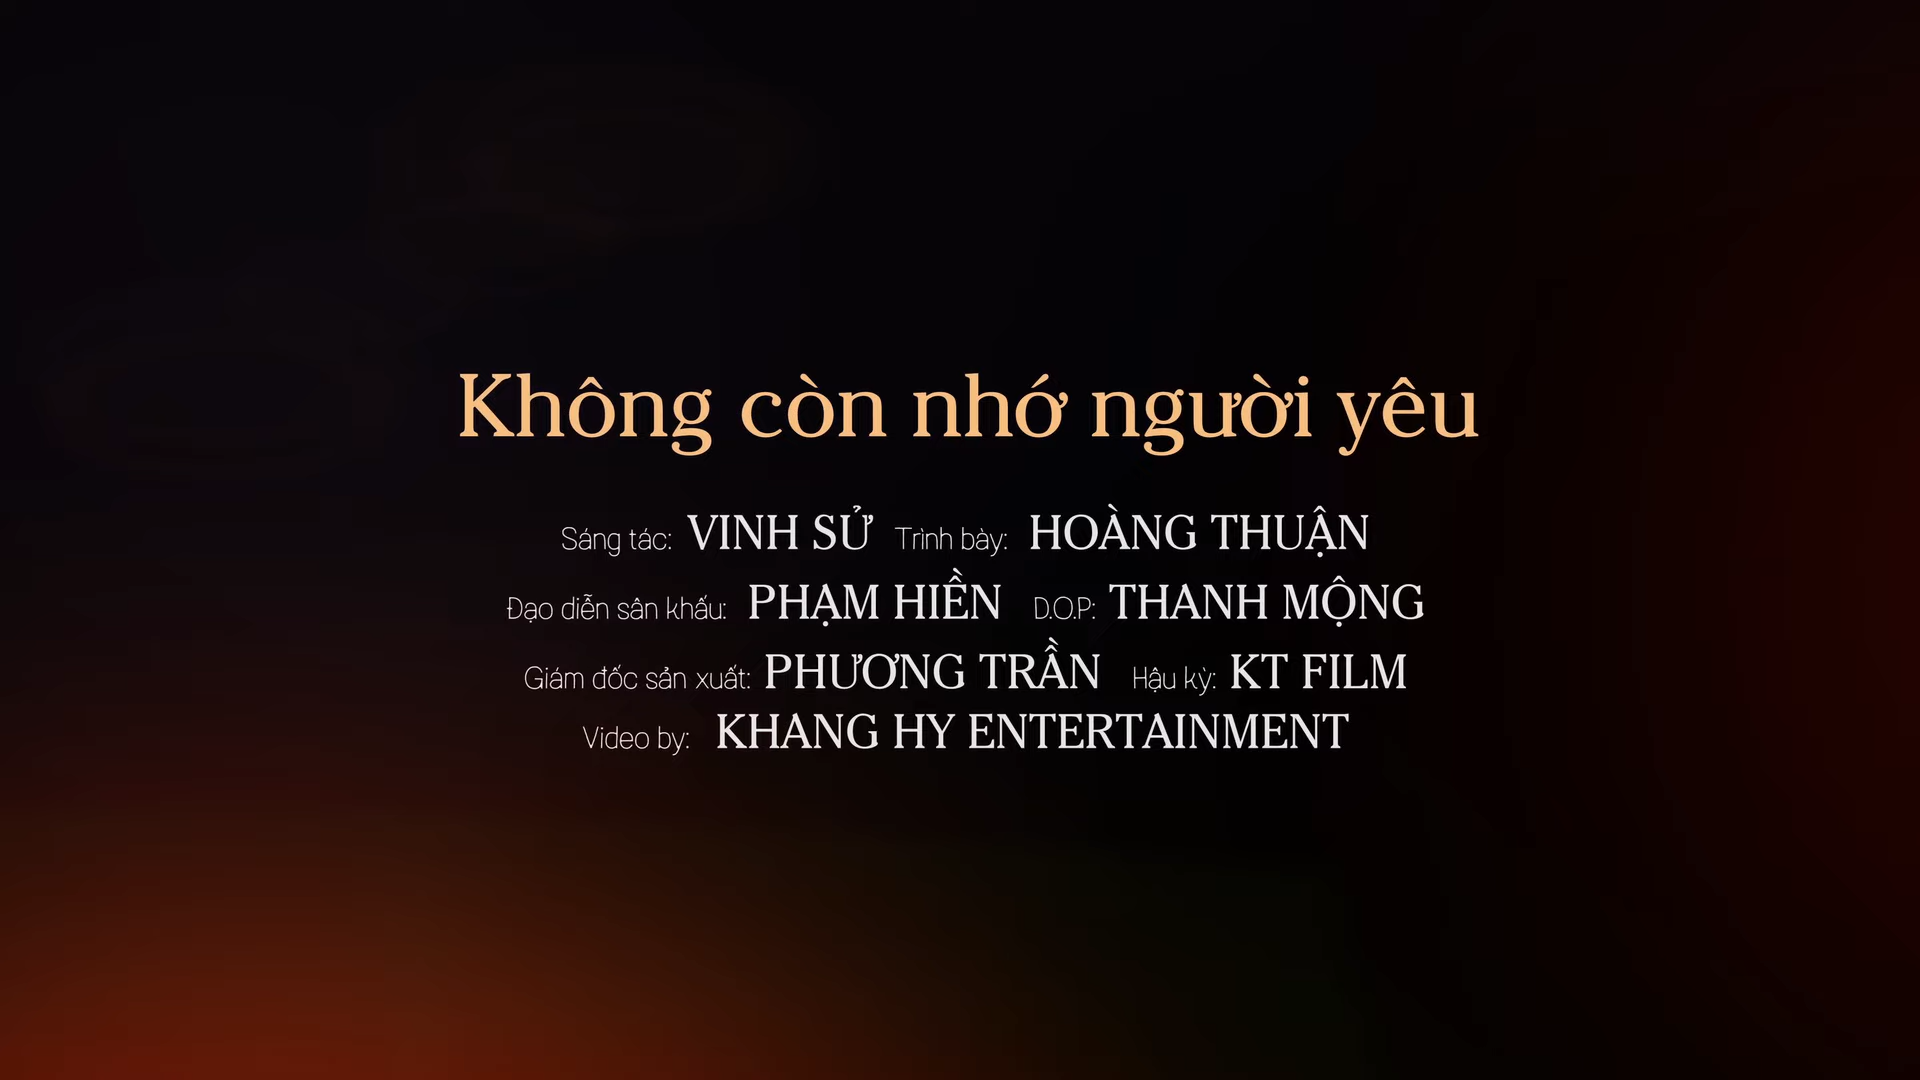 Không còn nhớ người yêu
Sáng tác: VINH SỬ Trình bày: HOÀNG THUẬN
Đạo diễn sân khấu: PHẠM HIỀN D.O.P: THANH MỘNG
Giám đốc sản xuất: PHƯƠNG TRẦN Hậu kỳ: KT FILM
Video by: KHANG HY ENTERTAINMENT